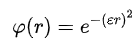 φ(r) = e^{-(εr)^2}